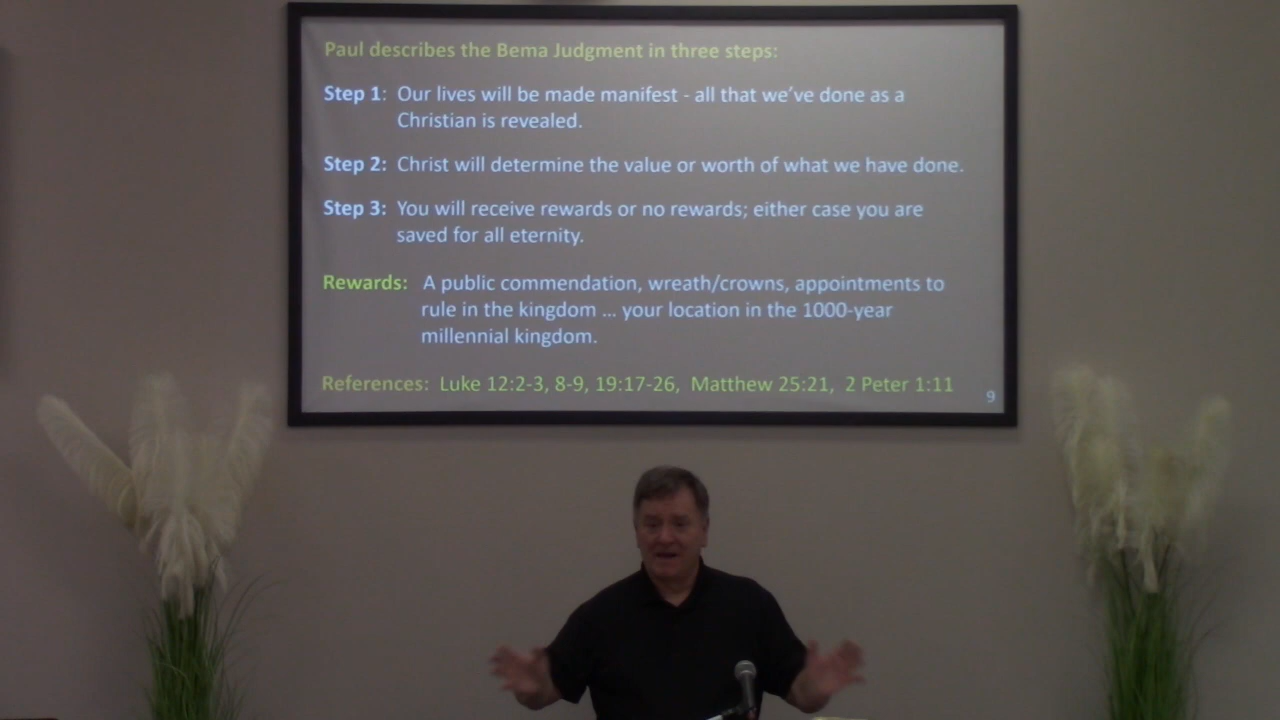 Paul describes the Bema Judgment in three steps:
Step 1: Our lives will be made manifest - all that we've done as a
Christian is revealed.
Step 2: Christ will determine the value or worth of what we have done.
Step 3: You will receive rewards or no rewards; either case you are
saved for all eternity.
Rewards: A public commendation, wreath/crowns, appointments to
rule in the kingdom ... your location in the 1000-year
millennial kingdom.
References: Luke 12:2-3, 8-9, 19:17-26, Matthew 25:21, 2 Peter 1:11
9